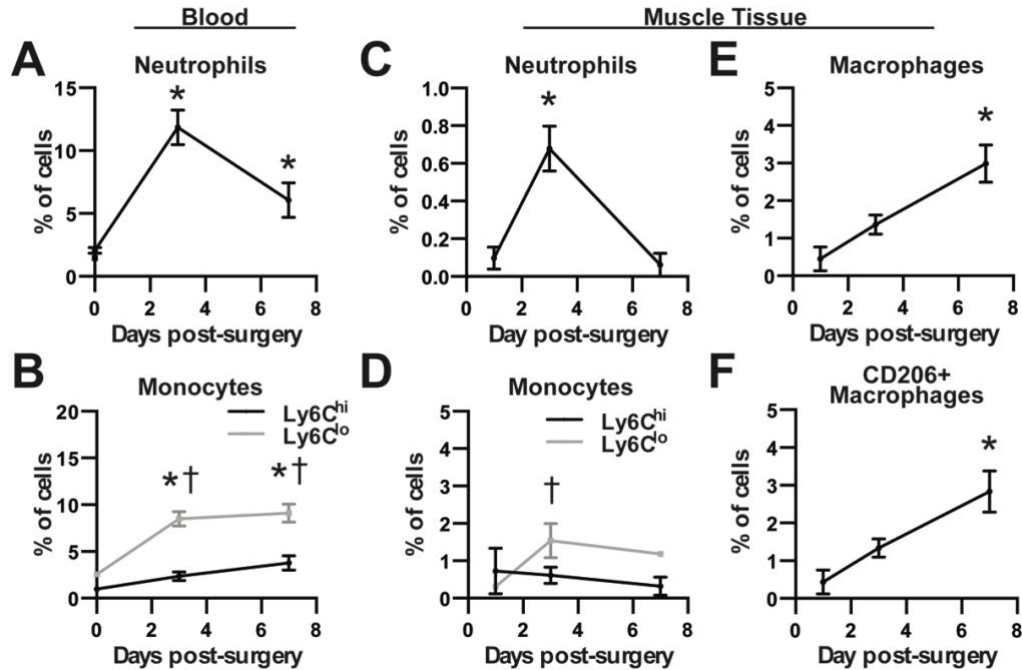 Blood
Muscle Tissue
A
Neutrophils
15
10
5
0
% of cells
*
*
0 2 4 6 8
Days post-surgery
C
Neutrophils
1.0
0.8
0.6
0.4
0.2
0.0
% of cells
*
0 2 4 6 8
Day post-surgery
E
Macrophages
5
4
3
2
1
0
% of cells
*
0 2 4 6 8
Days post-surgery
B
Monocytes
Ly6Chi
Ly6Clo
20
15
10
5
0
% of cells
*†
*†
0 2 4 6 8
Days post-surgery
D
Monocytes
Ly6Chi
Ly6Clo
5
4
3
2
1
0
% of cells
†
0 2 4 6 8
Days post-surgery
F
CD206+
Macrophages
5
4
3
2
1
0
% of cells
*
0 2 4 6 8
Days post-surgery